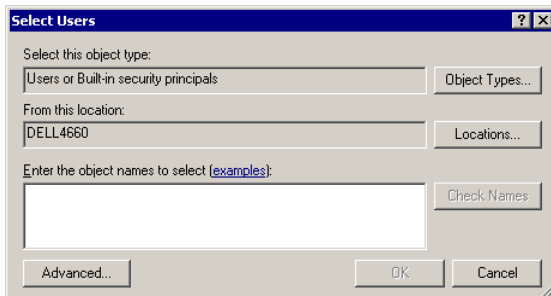 Select Users
Select this object type:
Users or Built-in security principals
Object Types...
From this location:
DELL4660
Locations...
Enter the object names to select (examples):
Check Names
Advanced...
OK
Cancel